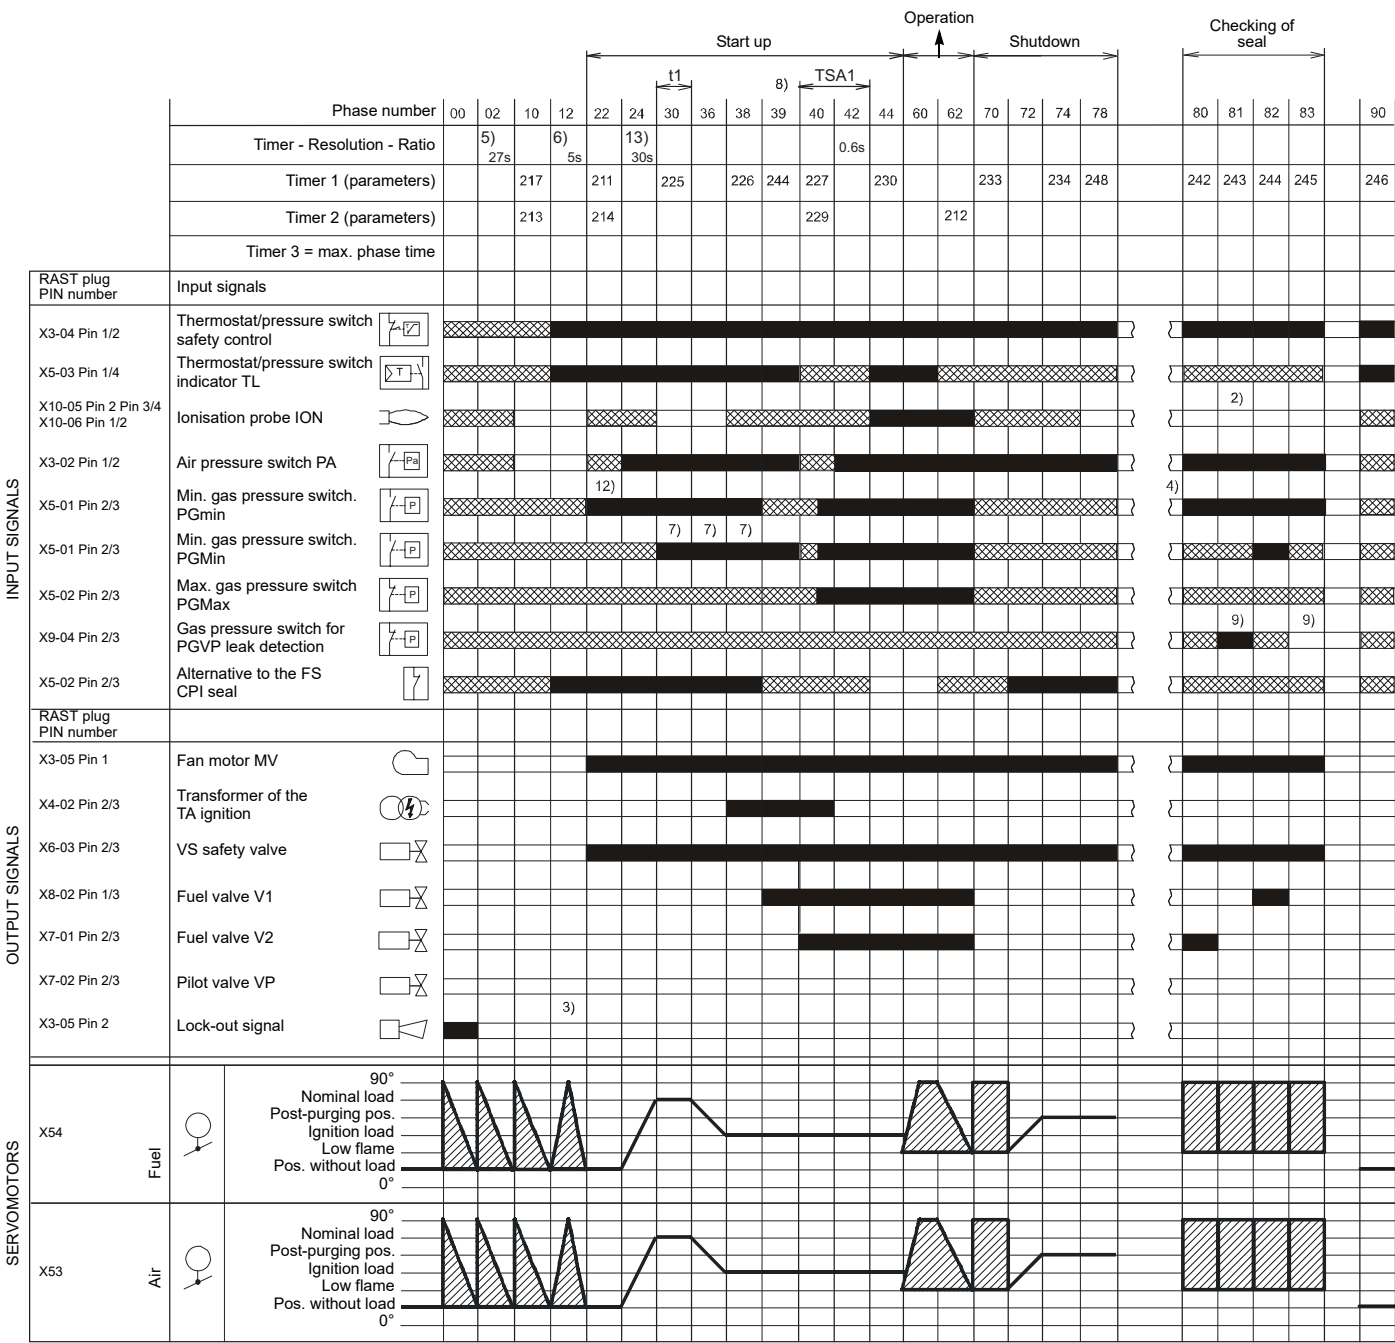 Operation
Start up
Shutdown
Checking of
seal
t1
8)
TSA1
Phase number 00 02 10 12 22 24 30 36 38 39 40 42 44 60 62 70 72 74 78 80 81 82 83 90
Timer - Resolution - Ratio 5) 27s 6) 5s 13) 30s 0.6s
Timer 1 (parameters) 217 211 225 226 244 227 230 233 234 248 242 243 244 245 246
Timer 2 (parameters) 213 214 229 212
Timer 3 = max. phase time
RAST plug
PIN number
Input signals
INPUT SIGNALS
X3-04 Pin 1/2
Thermostat/pressure switch
safety control
X5-03 Pin 1/4
Thermostat/pressure switch
indicator TL
T
2)
X10-05 Pin 2 Pin 3/4
X10-06 Pin 1/2
Ionisation probe ION
X3-02 Pin 1/2
Air pressure switch PA
Pa
12)
4)
X5-01 Pin 2/3
Min. gas pressure switch.
PGmin
P
7) 7) 7)
X5-01 Pin 2/3
Min. gas pressure switch.
PGMin
P
X5-02 Pin 2/3
Max. gas pressure switch
PGMax
P
9) 9)
X9-04 Pin 2/3
Gas pressure switch for
PGVP leak detection
P
X5-02 Pin 2/3
Alternative to the FS
CPI seal
RAST plug
PIN number
OUTPUT SIGNALS
X3-05 Pin 1
Fan motor MV
X4-02 Pin 2/3
Transformer of the
TA ignition
X6-03 Pin 2/3
VS safety valve
X8-02 Pin 1/3
Fuel valve V1
X7-01 Pin 2/3
Fuel valve V2
X7-02 Pin 2/3
Pilot valve VP
3)
X3-05 Pin 2
Lock-out signal
SERVOMOTORS
X54
Fuel
90°
Nominal load
Post-purging pos.
Ignition load
Low flame
Pos. without load
0°
X53
Air
90°
Nominal load
Post-purging pos.
Ignition load
Low flame
Pos. without load
0°